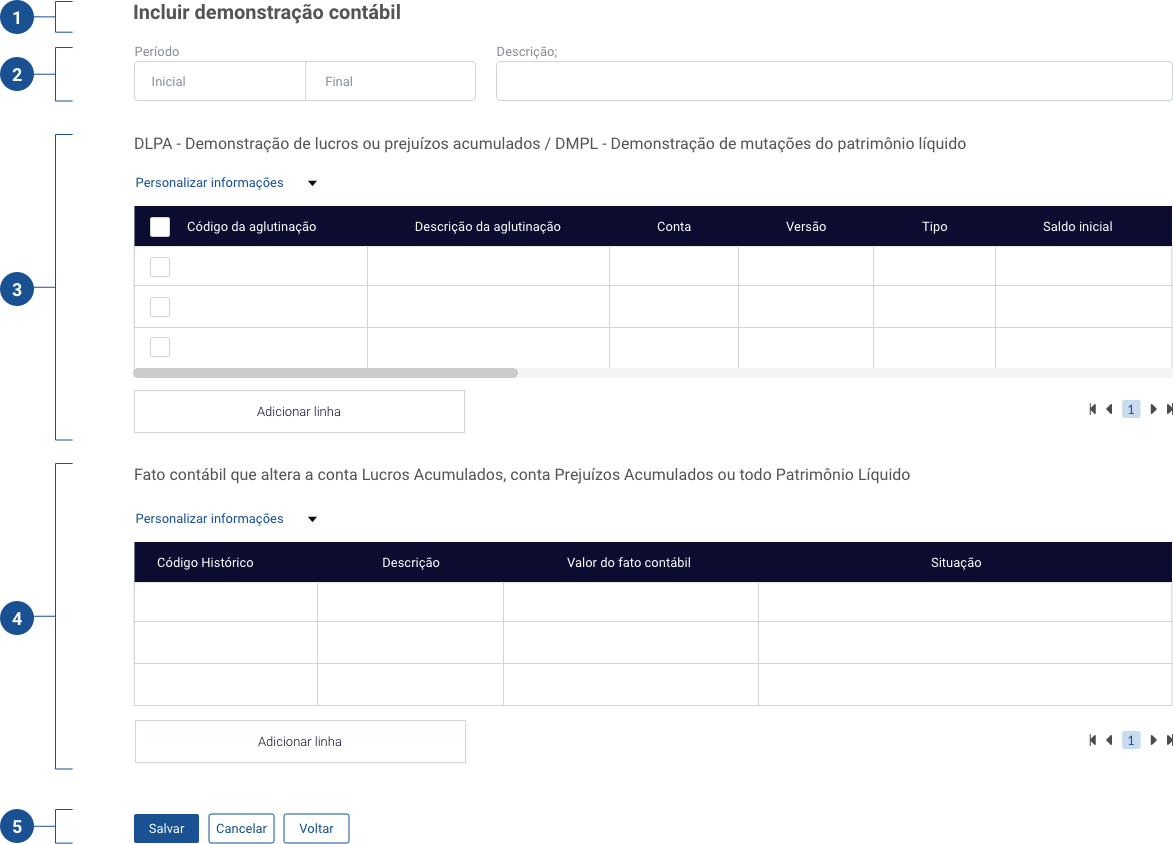 1
Incluir demonstração contábil
2
Período
Descrição;
Inicial Final
DLPA - Demonstração de lucros ou prejuízos acumulados / DMPL - Demonstração de mutações do patrimônio líquido
Personalizar informações
Código da aglutinação Descrição da aglutinação Conta Versão Tipo Saldo inicial
3
Adicionar linha
1
Fato contábil que altera a conta Lucros Acumulados, conta Prejuízos Acumulados ou todo Patrimônio Líquido
Personalizar informações
Código Histórico Descrição Valor do fato contábil Situação
4
Adicionar linha
1
5
Salvar Cancelar Voltar